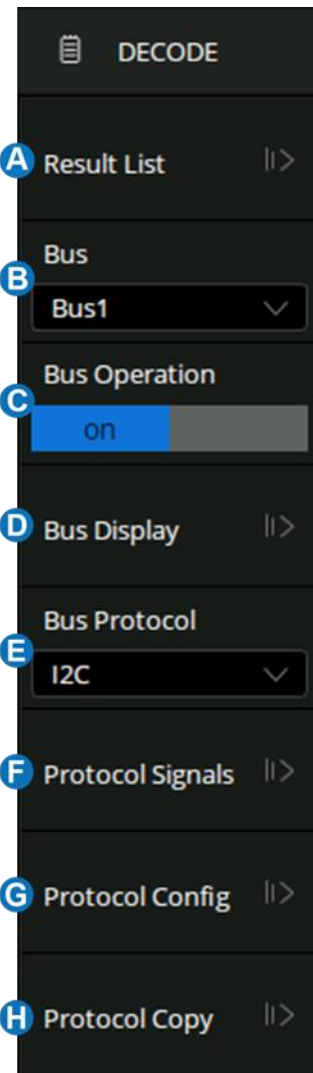 DECODE
A Result List
Bus
B
Bus1
Bus Operation
C
on
D Bus Display
Bus Protocol
E
I2C
F Protocol Signals
G Protocol Config
H Protocol Copy